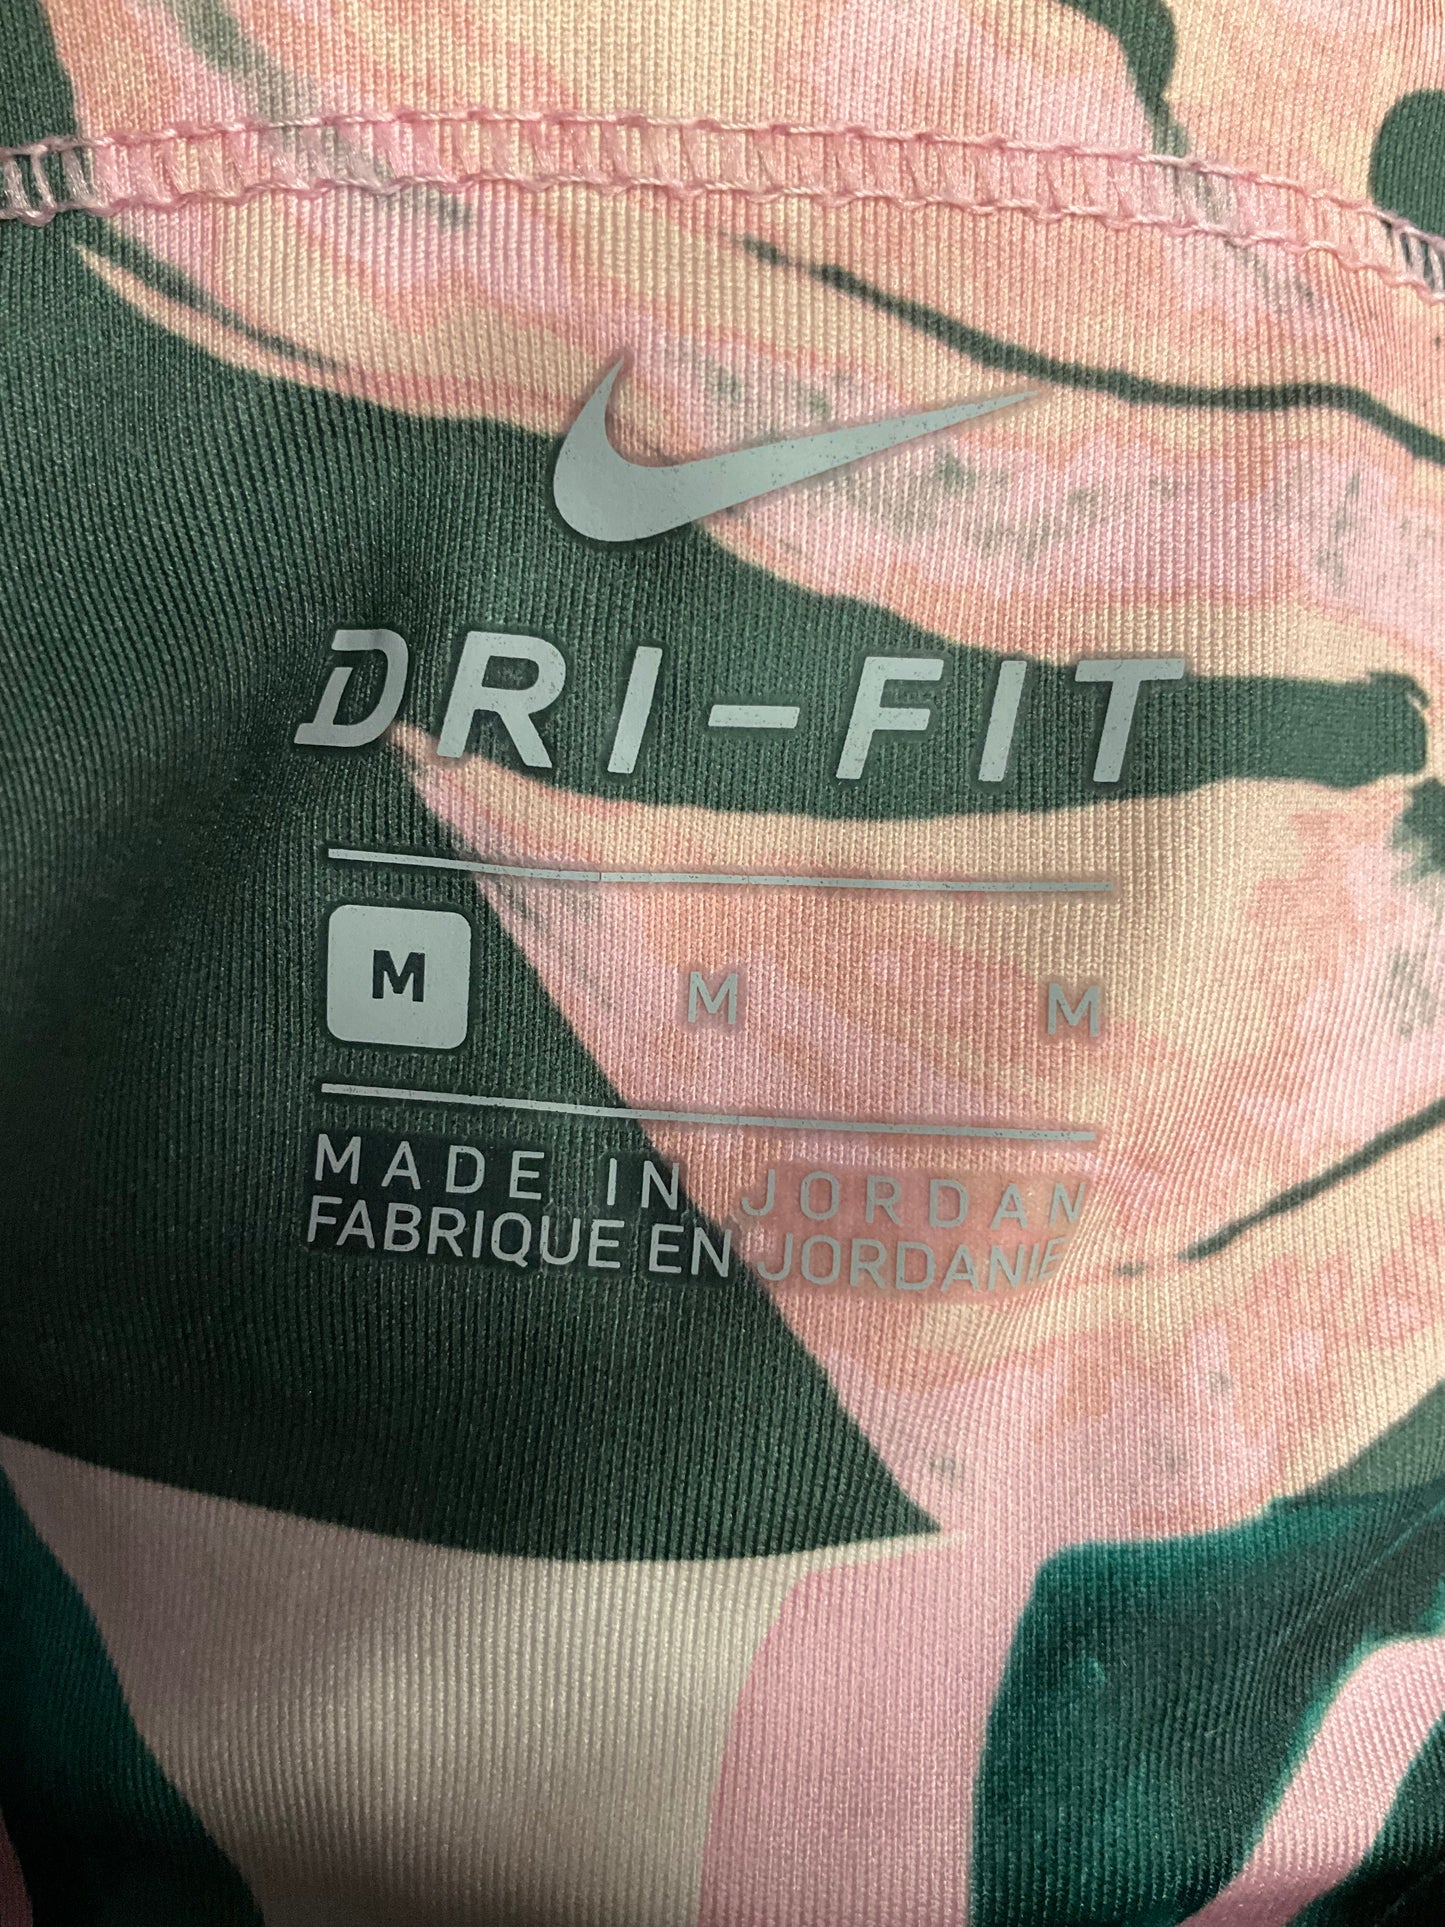 DRI-FIT
M M M
MADE IN JORDAN
FABRIQUE EN JORDANIE